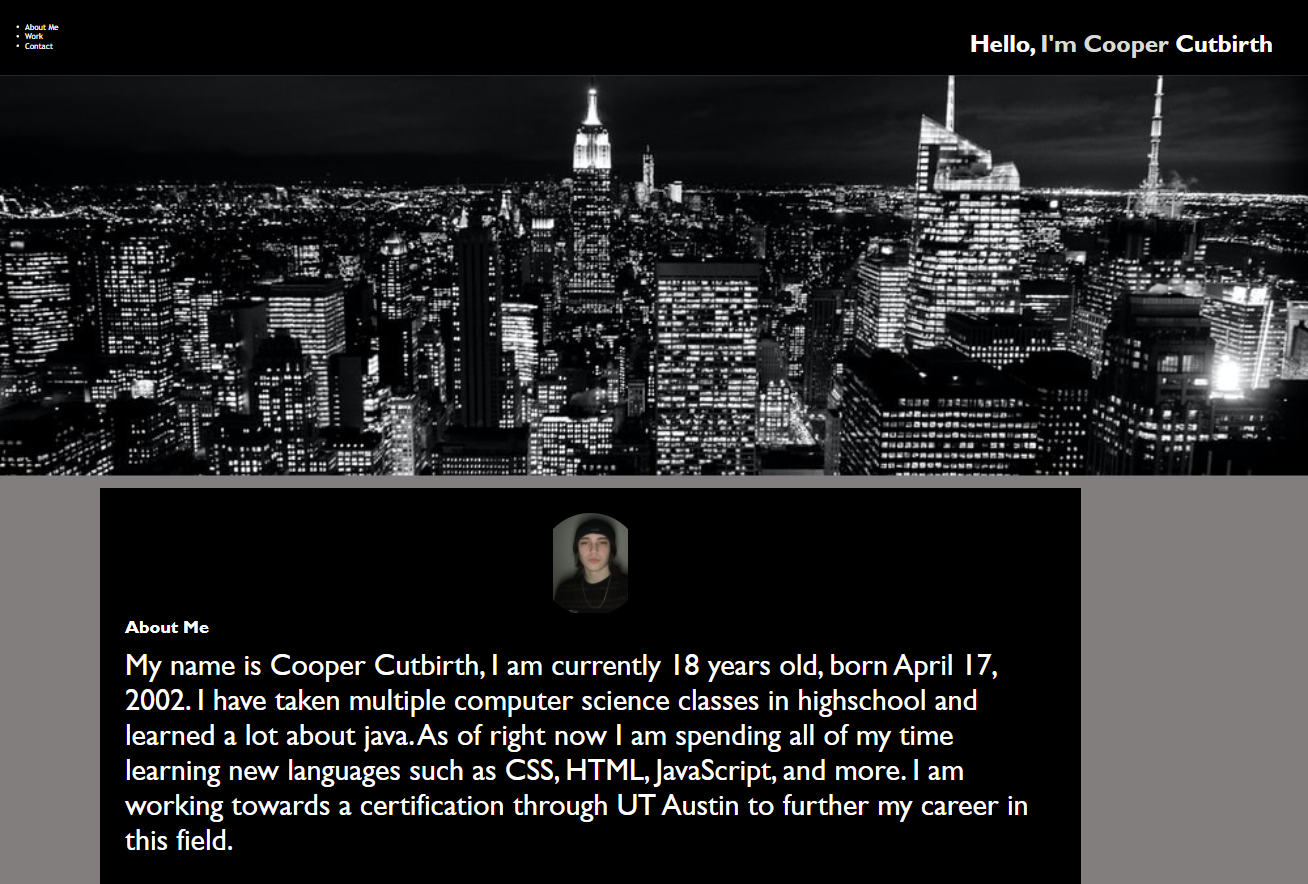 About Me
Work
Contact
Hello, I'm Cooper Cutbirth
About Me
My name is Cooper Cutbirth, I am currently 18 years old, born April 17,
2002. I have taken multiple computer science classes in highschool and
learned a lot about java. As of right now I am spending all of my time
learning new languages such as CSS, HTML, JavaScript, and more. I am
working towards a certification through UT Austin to further my career in
this field.